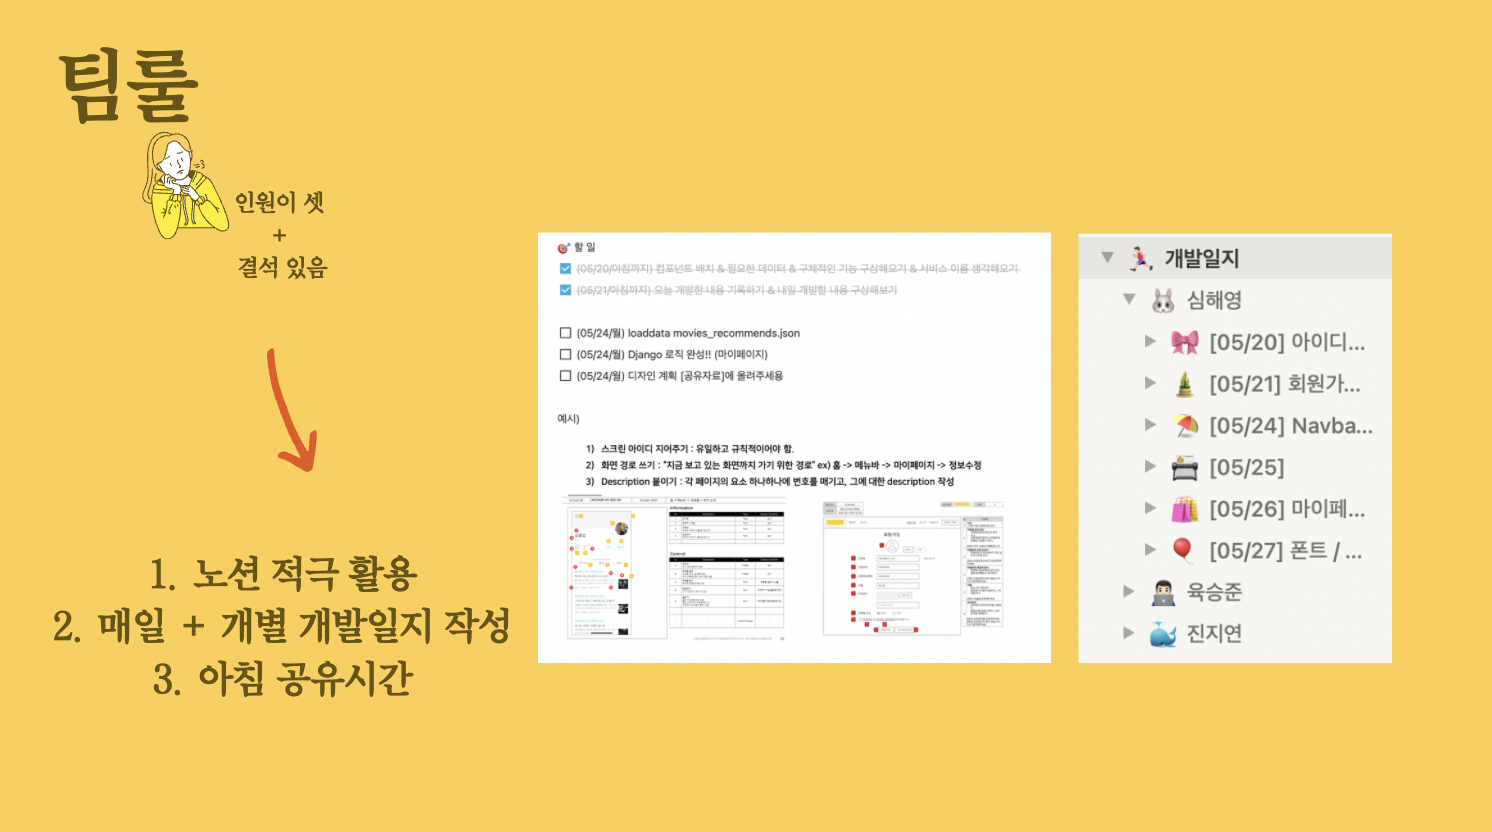 팀룰
인원이 셋
+
결석 있음
1. 노션 적극 활용
2. 매일 + 개별 개발일지 작성
3. 아침 공유시간
할 일
(05/20/아침까지) 컴포넌트 배치 & 필요한 데이터 & 구체적인 기능 구상해오기 & 서비스 이름 생각해오기
(05/21/아침까지) 오늘 개발한 내용 기록하기 & 내일 개발할 내용 구상해보기
(05/24/월) loaddata movies_recommends.json
(05/24/월) Django 로직 완성!! (마이페이지)
(05/24/월) 디자인 계획 [공유자료]에 올려주세용
예시)
1) 스크린 아이디 지어주기 : 유일하고 규칙적이어야 함.
2) 화면 경로 쓰기 : "지금 보고 있는 화면까지 가기 위한 경로" ex) 홈 -> 메뉴바 -> 마이페이지 -> 정보수정
3) Description 붙이기 : 각 페이지의 요소 하나하나에 번호를 매기고, 그에 대한 description 작성
Information
Control
회원가입
개발일지
심해영
[05/20] 아이디...
[05/21] 회원가...
[05/24] Navba...
[05/25]
[05/26] 마이페...
[05/27] 폰트 / ...
육승준
진지연